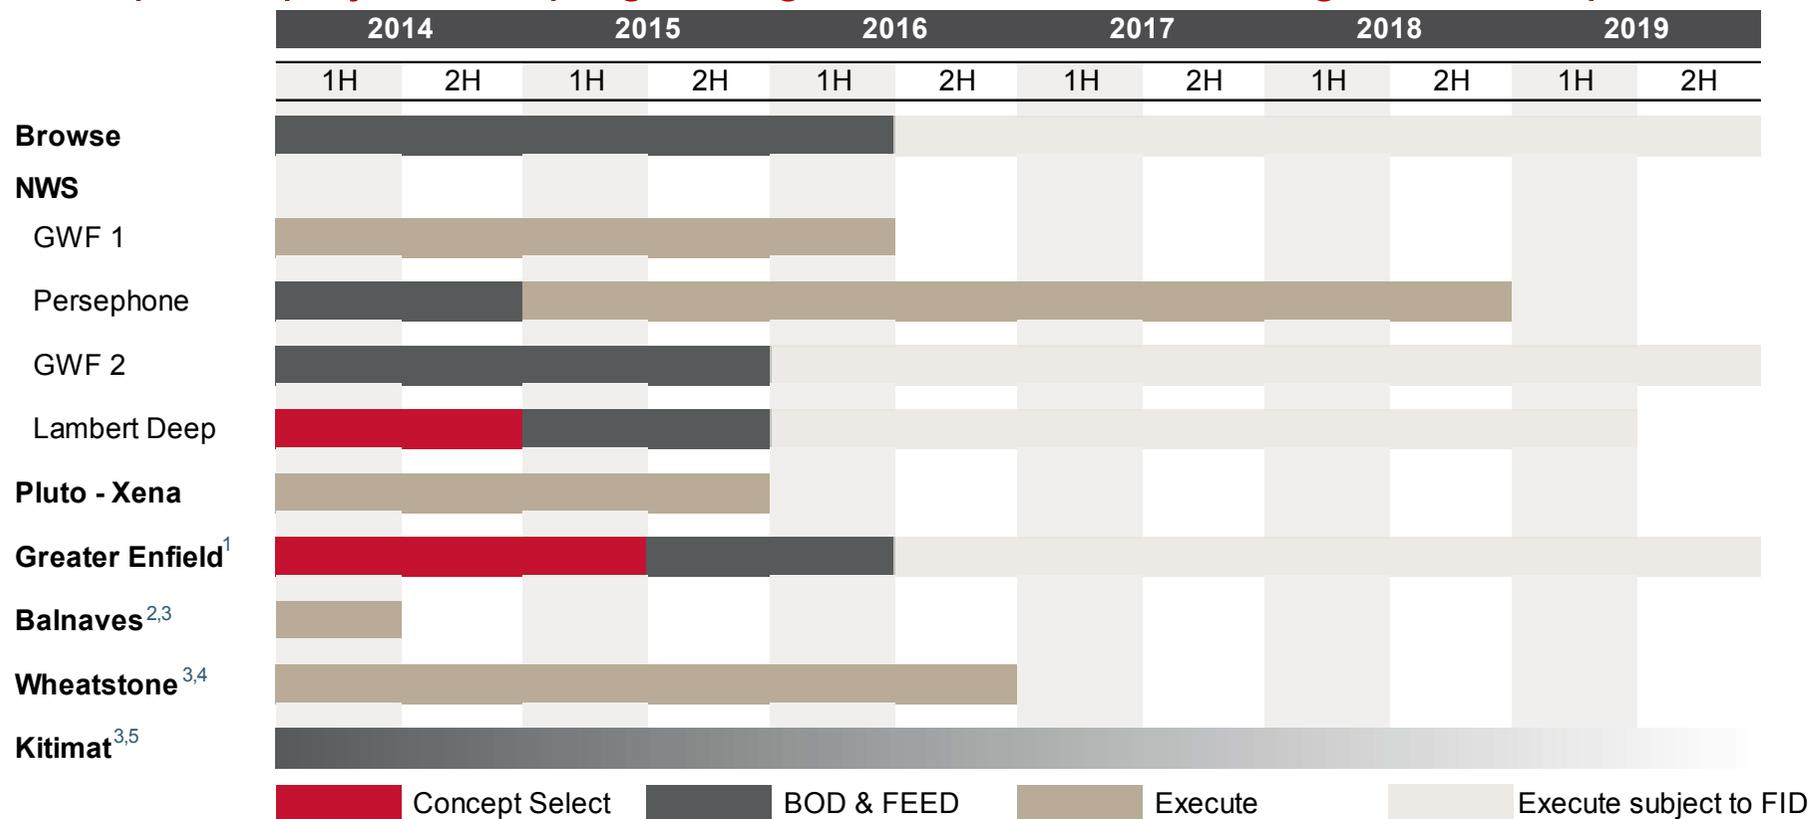 2014 2015 2016 2017 2018 2019
1H 2H 1H 2H 1H 2H 1H 2H 1H 2H 1H 2H
Browse
NWS
GWF 1
Persephone
GWF 2
Lambert Deep
Pluto - Xena
Greater Enfield1
Balnaves2,3
Wheatstone3,4
Kitimat3,5
Concept Select BOD & FEED Execute Execute subject to FID